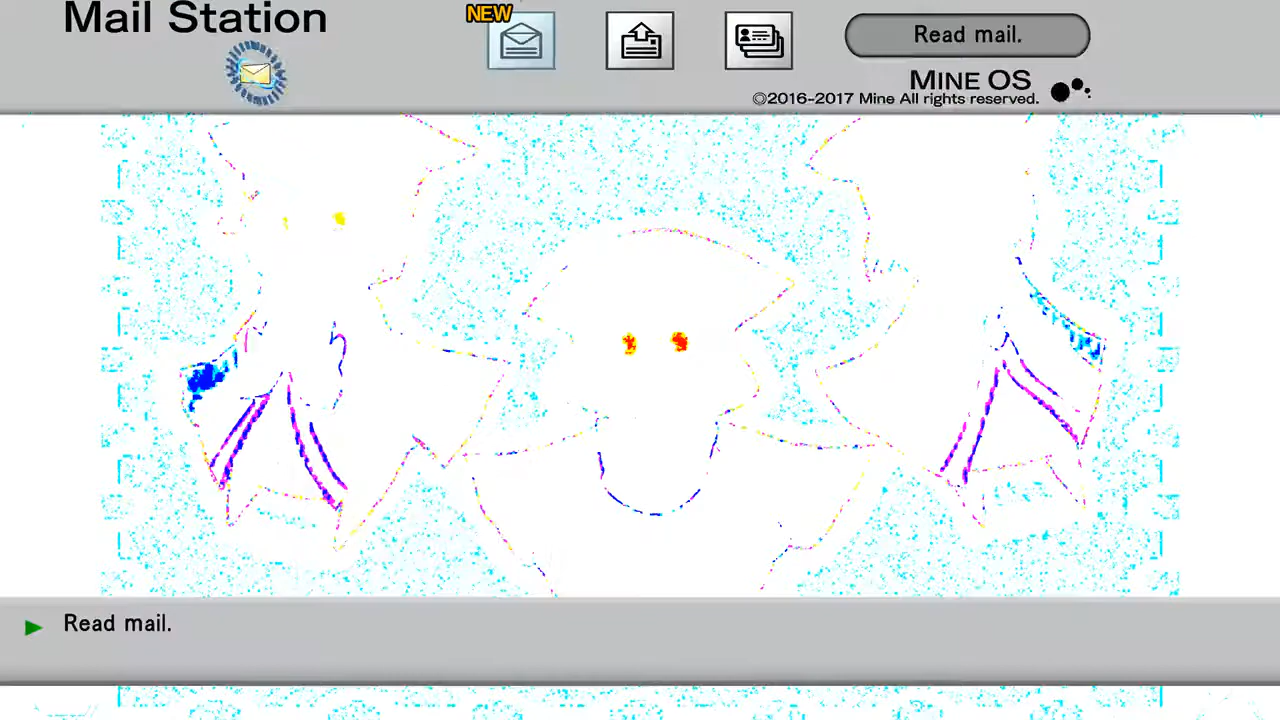 Mail Station
NEW
Read mail.
MINE OS
©2016-2017 Mine All rights reserved.
Read mail.